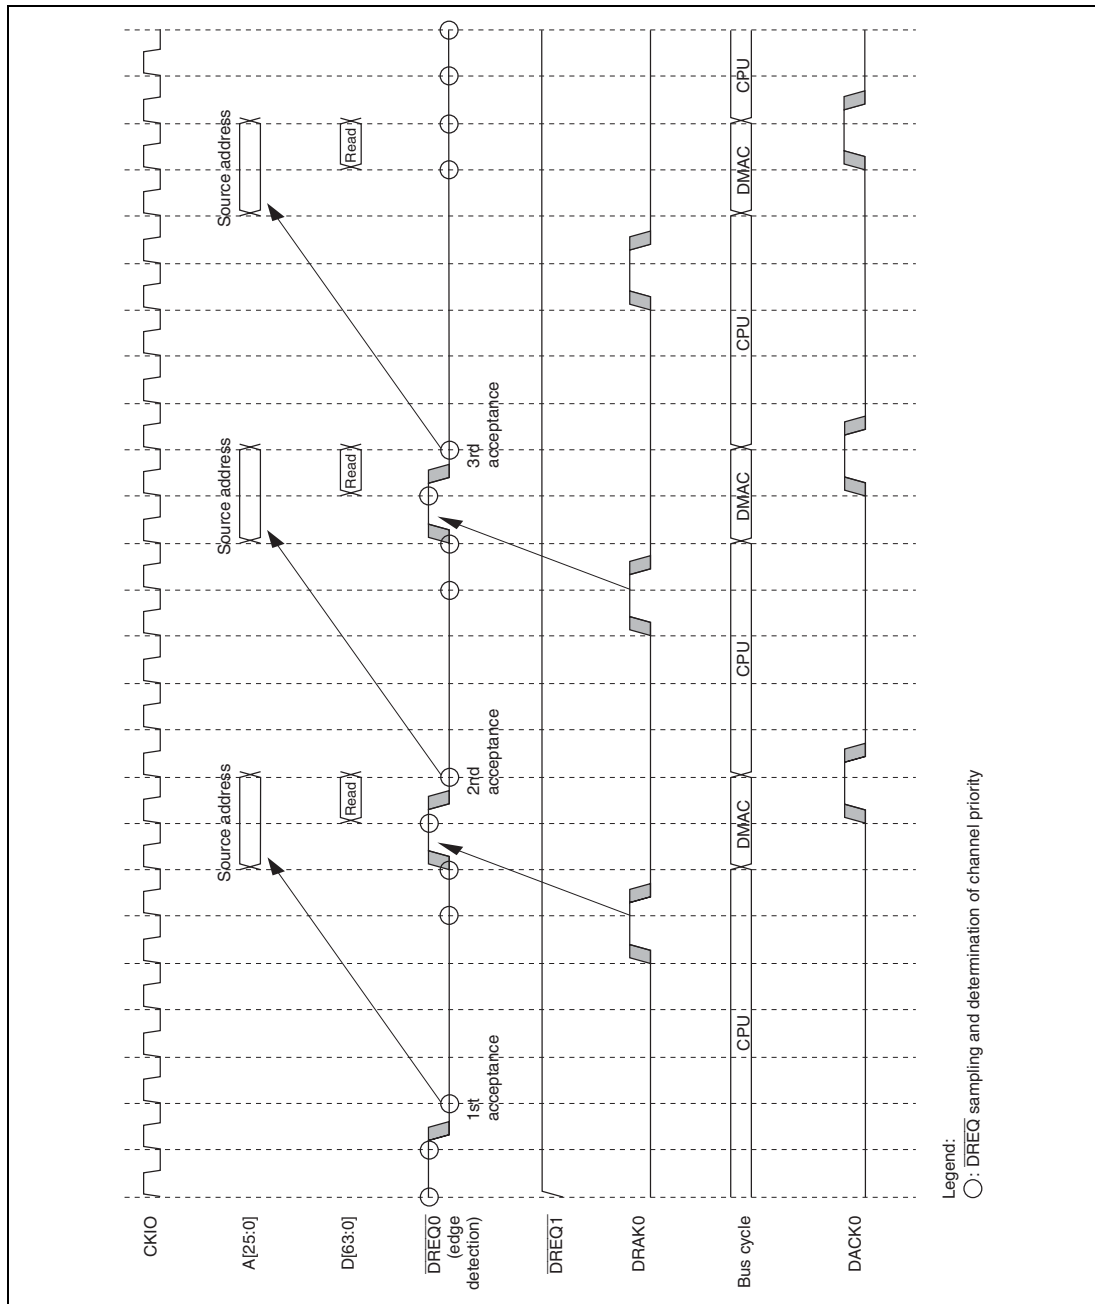 CKIO
A[25:0]
Source address
Source address
Source address
D[63:0]
Read
Read
Read
DREQ0
(edge
detection)
1st
acceptance
2nd
acceptance
3rd
acceptance
DREQ1
DRAK0
Bus cycle
CPU
DMAC
CPU
DMAC
CPU
DMAC
CPU
DACK0
Legend:
○: DREQ sampling and determination of channel priority